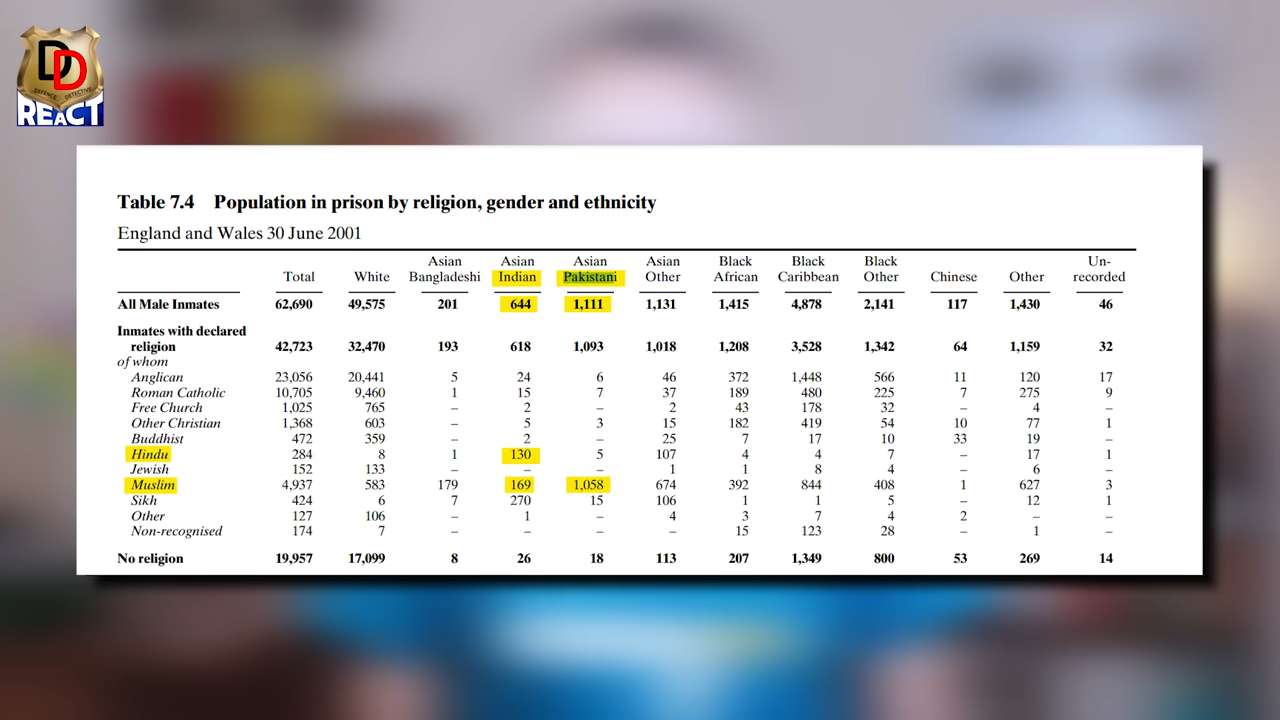 DD
DEFENCE DETECTIVE
REACT
Table 7.4 Population in prison by religion, gender and ethnicity
England and Wales 30 June 2001
Asian Asian Asian Asian Black Black Black Un-
Total White Bangladeshi Indian Pakistani Other African Caribbean Other Chinese Other recorded
All Male Inmates 62,690 49,575 201 644 1,111 1,131 1,415 4,878 2,141 117 1,430 46
Inmates with declared
religion 42,723 32,470 193 618 1,093 1,018 1,208 3,528 1,342 64 1,159 32
of whom
Anglican 23,056 20,441 5 24 6 46 372 1,448 566 11 120 17
Roman Catholic 10,705 9,460 1 15 7 37 189 480 225 7 275 9
Free Church 1,025 765 – 2 – 2 43 178 32 – 4 –
Other Christian 1,368 603 – 5 3 15 182 419 54 10 77 1
Buddhist 472 359 – 2 – 25 7 17 10 33 19 –
Hindu 284 8 1 130 5 107 4 4 7 – 17 1
Jewish 152 133 – – – 1 1 8 4 – 6 –
Muslim 4,937 583 179 169 1,058 674 392 844 408 1 627 3
Sikh 424 6 7 270 15 106 1 1 5 – 12 1
Other 127 106 – 1 – 4 3 7 4 2 – –
Non-recognised 174 7 – – – – 15 123 28 – 1 –
No religion 19,957 17,099 8 26 18 113 207 1,349 800 53 269 14